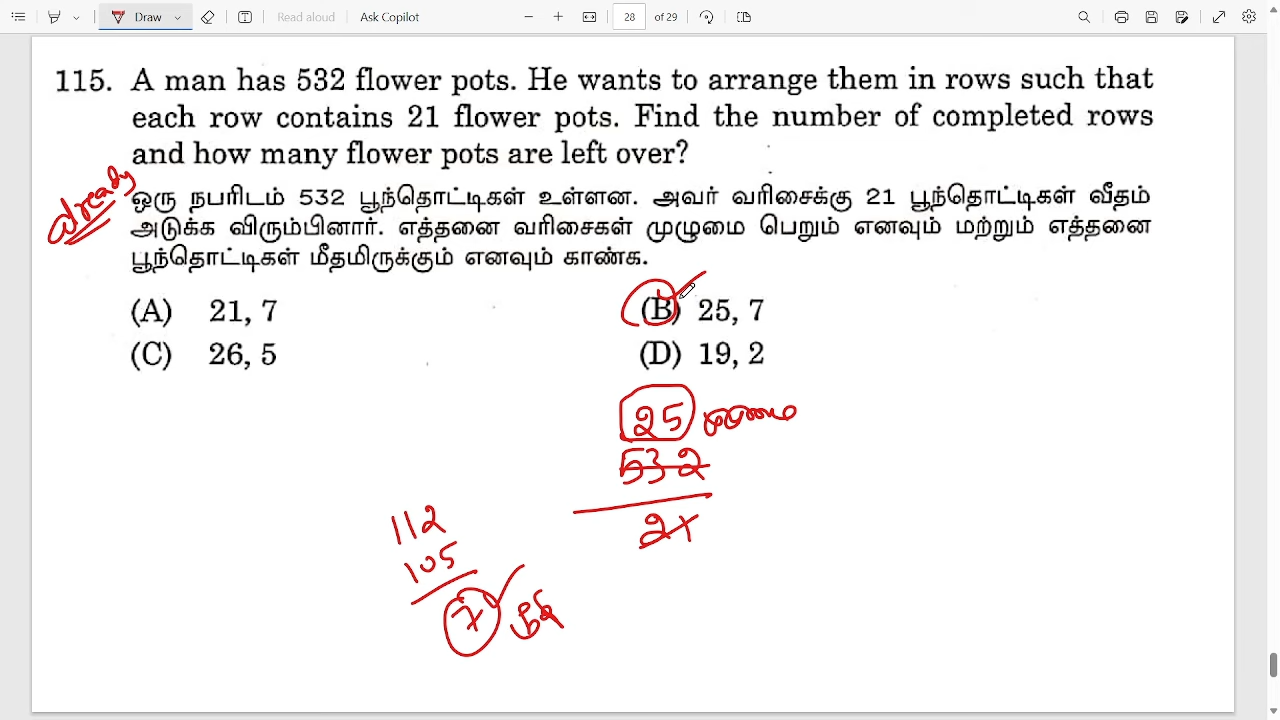 Draw
Read aloud
Ask Copilot
28
of 29
115. A man has 532 flower pots. He wants to arrange them in rows such that
each row contains 21 flower pots. Find the number of completed rows
and how many flower pots are left over?
already
ஒரு நபரிடம் 532 பூந்தொட்டிகள் உள்ளன. அவர் வரிசைக்கு 21 பூந்தொட்டிகள் வீதம்
அடுக்க விரும்பினார். எத்தனை வரிசைகள் முழுமை பெறும் எனவும் மற்றும் எத்தனை
பூந்தொட்டிகள் மீதமிருக்கும் எனவும் காண்க.
(A) 21, 7
(B) 25, 7
(C) 26, 5
(D) 19, 2
25 முழுமை
532
21
112
105
7